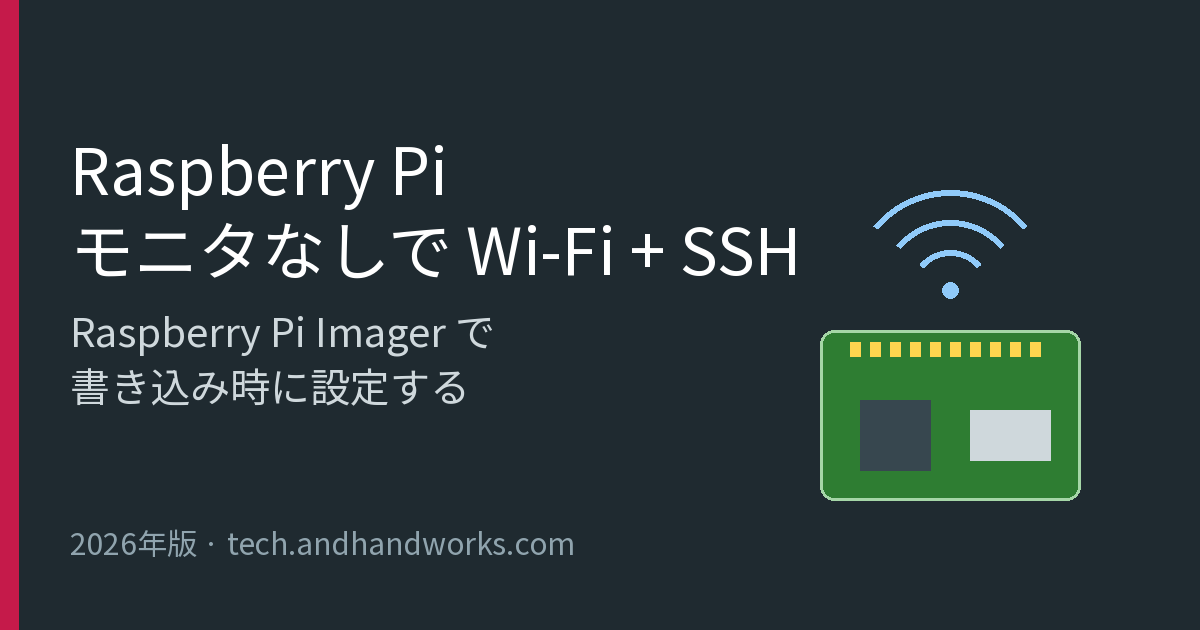 Raspberry Pi
モニタなしで Wi-Fi + SSH
Raspberry Pi Imager で
書き込み時に設定する
2026年版 · tech.andhandworks.com